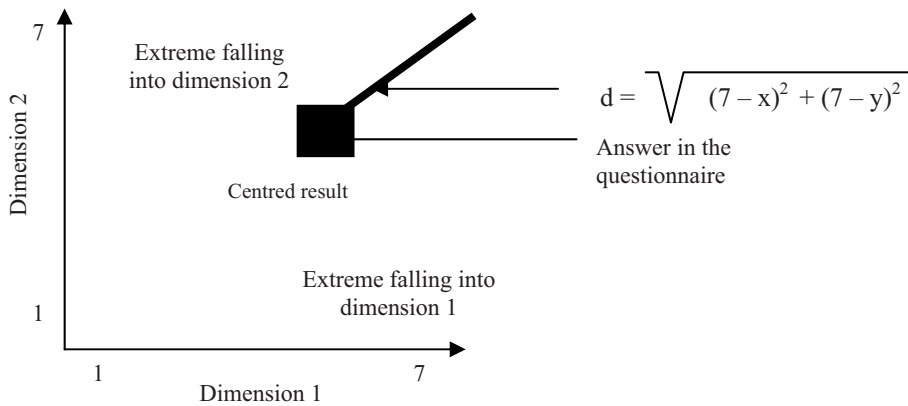 7
Dimension 2
1
Extreme falling
into dimension 2
d = √ (7 – x)² + (7 – y)²
Answer in the
questionnaire
Centred result
Extreme falling into
dimension 1
1
7
Dimension 1